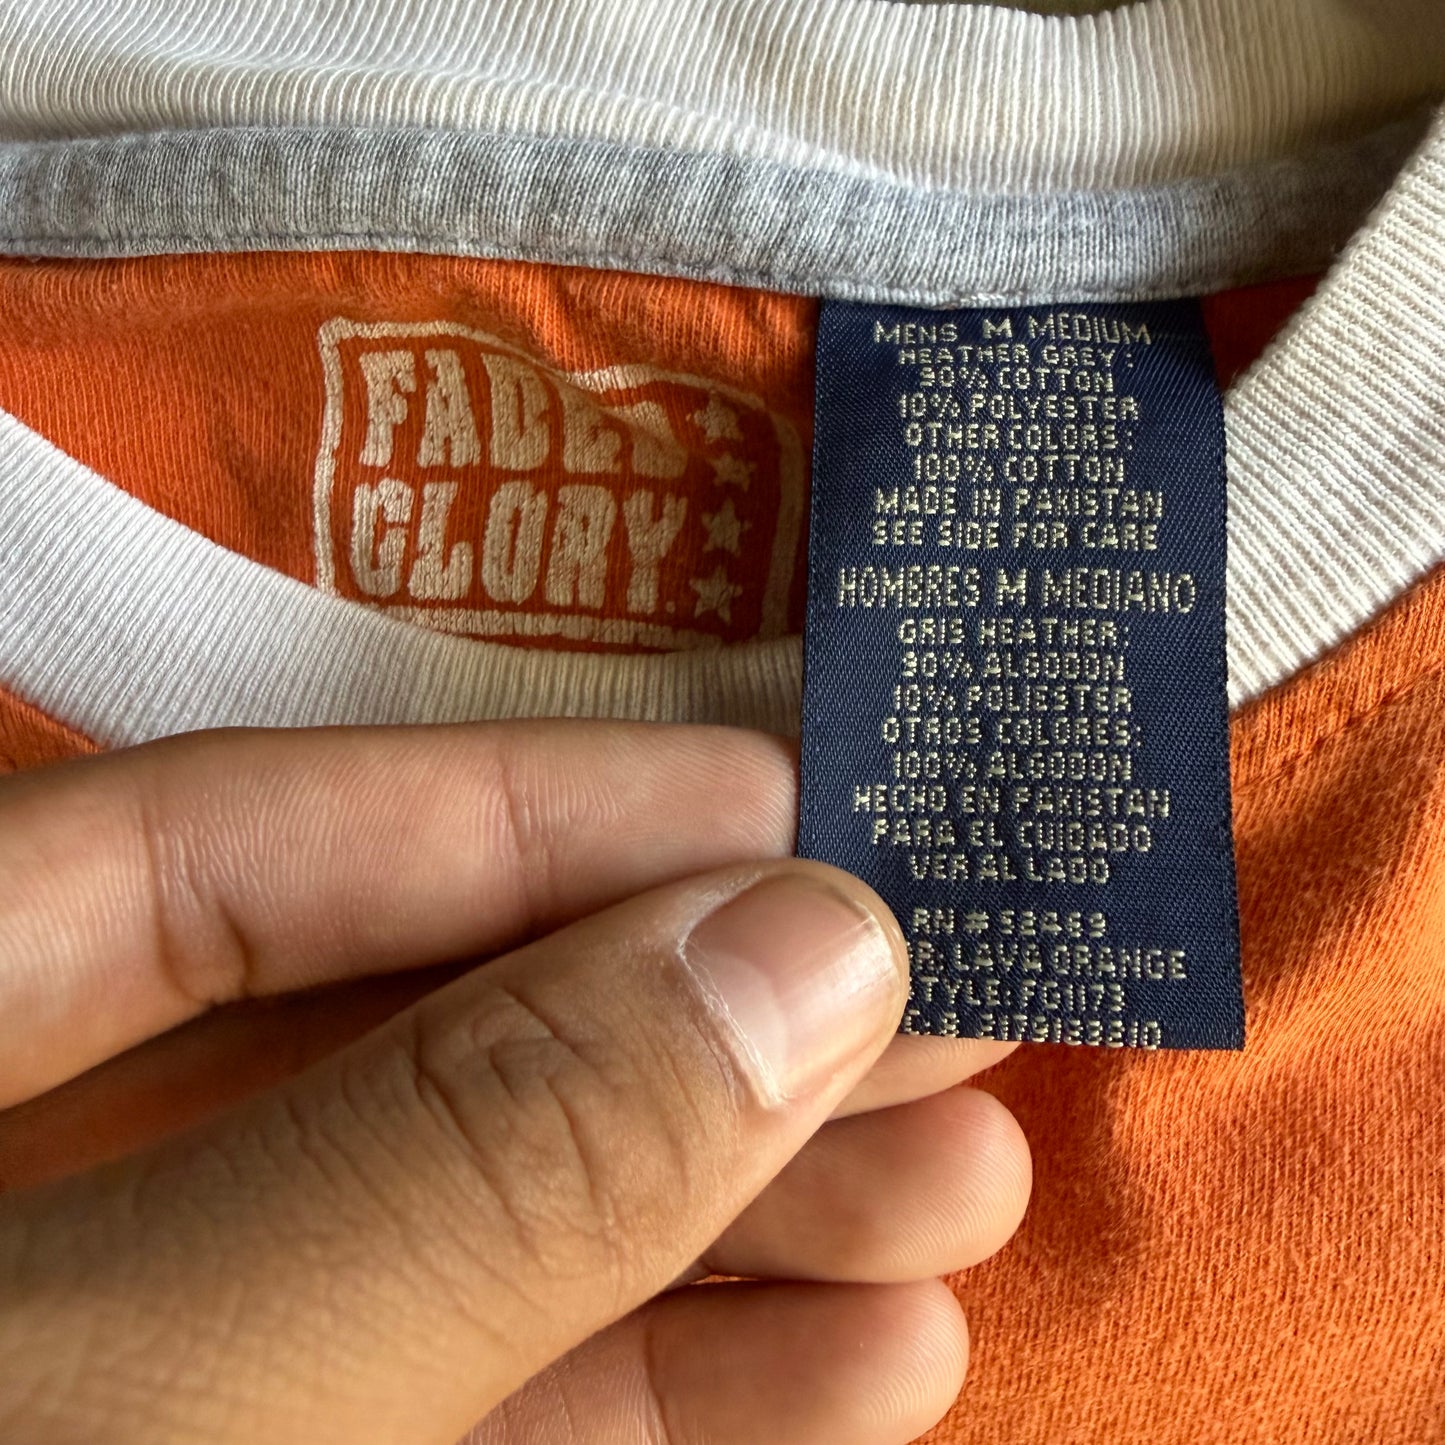 FADED
GLORY.
MENS M MEDIUM
HEATHER GREY:
90% COTTON
10% POLYESTER
OTHER COLORS:
100% COTTON
MADE IN PAKISTAN
SEE SIDE FOR CARE
HOMBRES M MEDIANO
GRIS HEATHER:
90% ALGODON
10% POLIESTER
OTROS COLORES:
100% ALGODON
HECHO EN PAKISTAN
PARA EL CUIDADO
VER AL LADO
RN # 52469
LAVA ORANGE
STYLE: FG1173